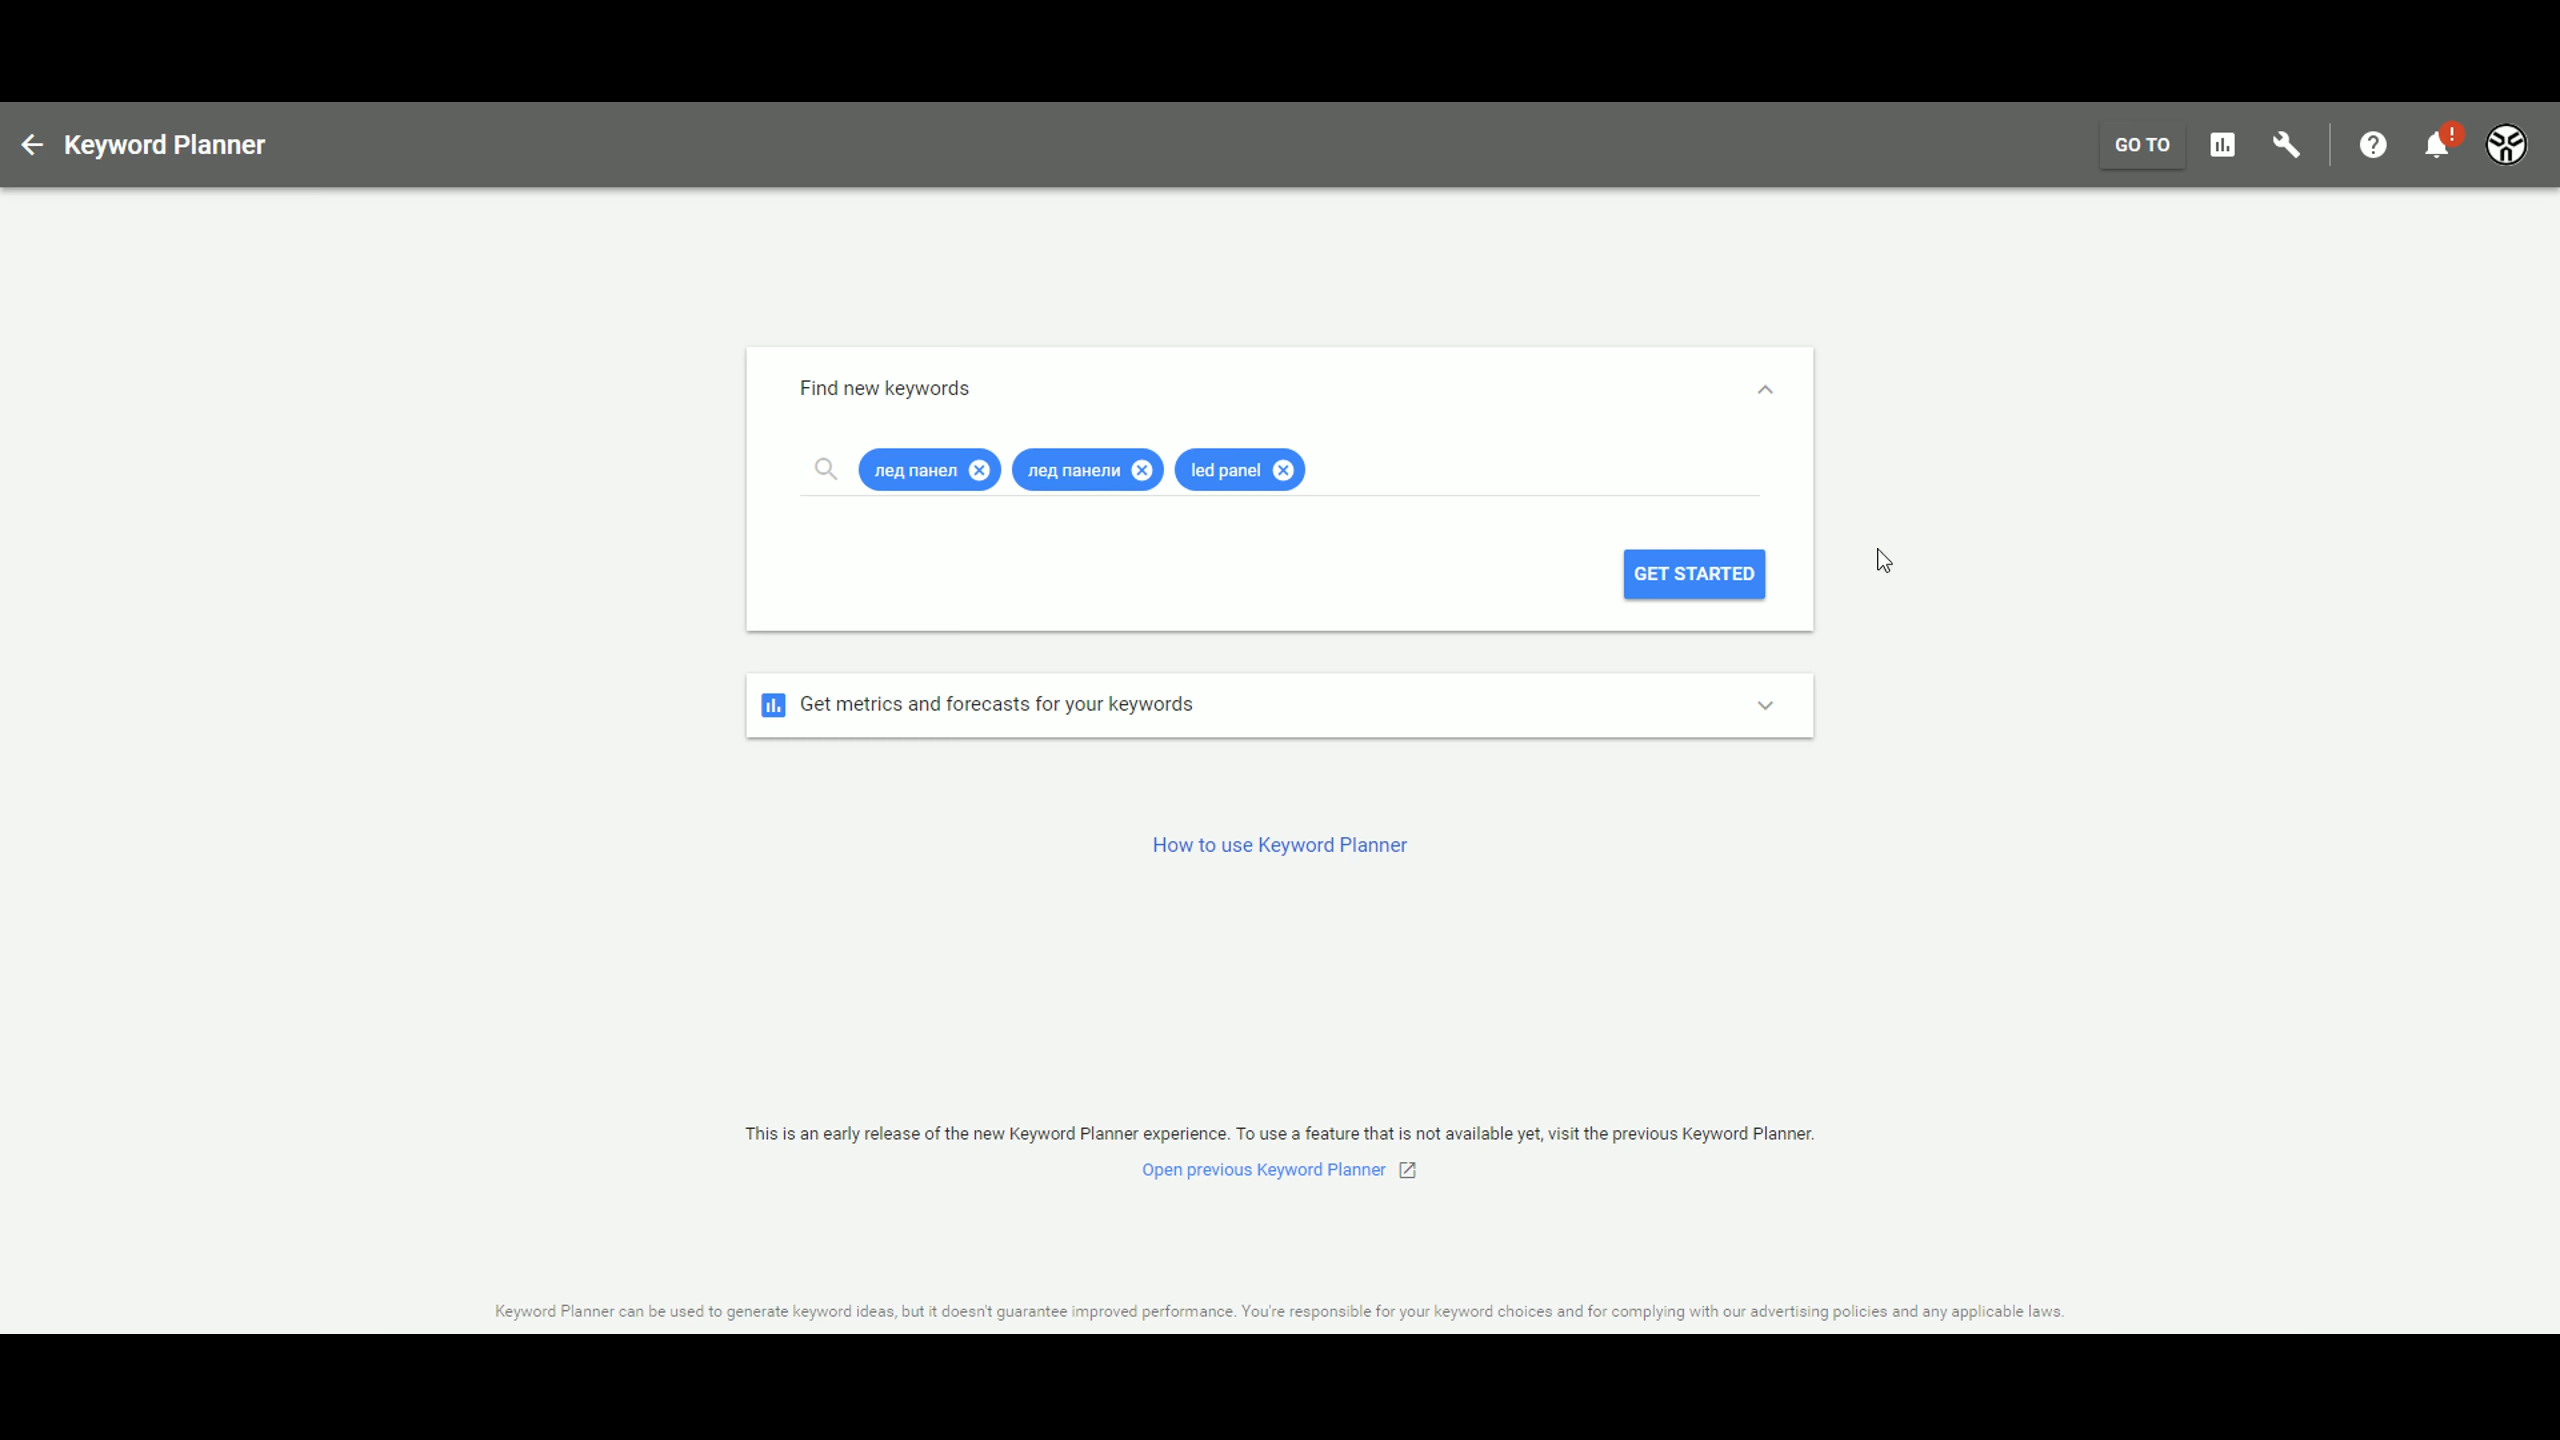 Keyword Planner
GO TO
!
Find new keywords
лед панел
лед панели
led panel
GET STARTED
Get metrics and forecasts for your keywords
How to use Keyword Planner
This is an early release of the new Keyword Planner experience. To use a feature that is not available yet, visit the previous Keyword Planner.
Open previous Keyword Planner
Keyword Planner can be used to generate keyword ideas, but it doesn't guarantee improved performance. You're responsible for your keyword choices and for complying with our advertising policies and any applicable laws.